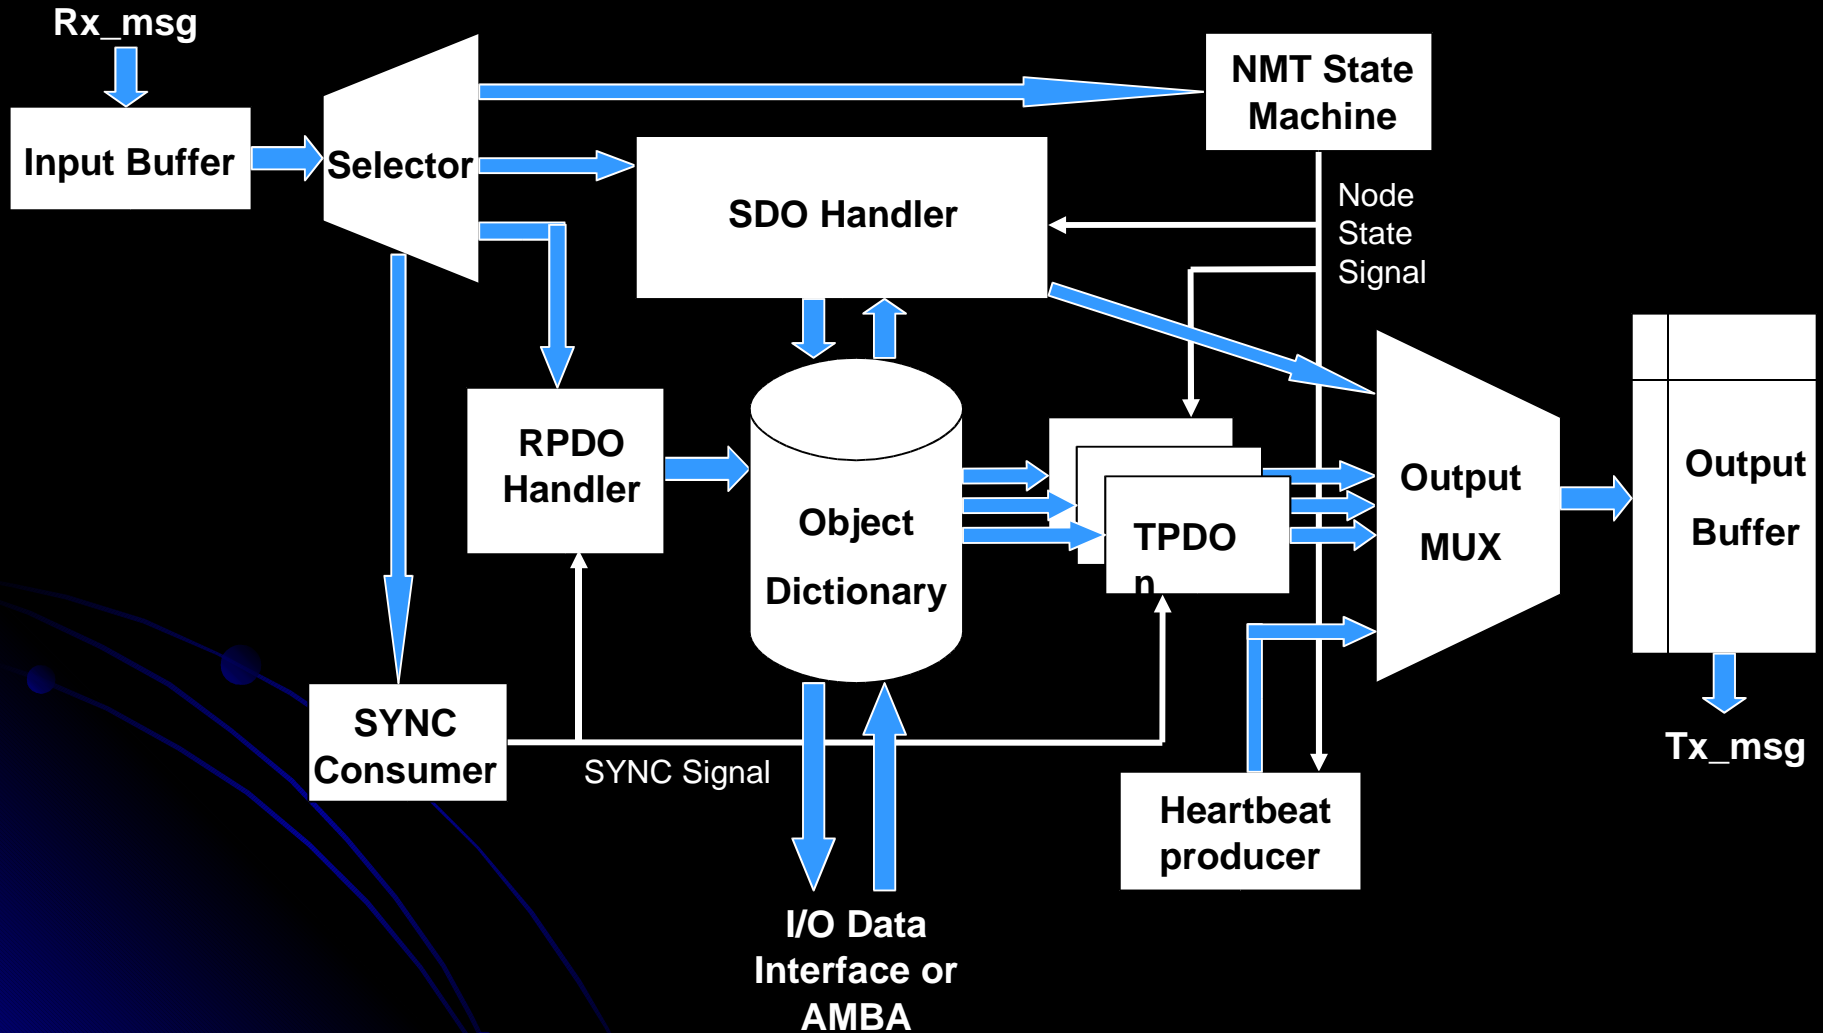 Rx_msg
Input Buffer
Selector
NMT State
Machine
SDO Handler
Node
State
Signal
RPDO
Handler
Object
Dictionary
TPDO
n
Output
MUX
Output
Buffer
Tx_msg
SYNC
Consumer
SYNC Signal
Heartbeat
producer
I/O Data
Interface or
AMBA